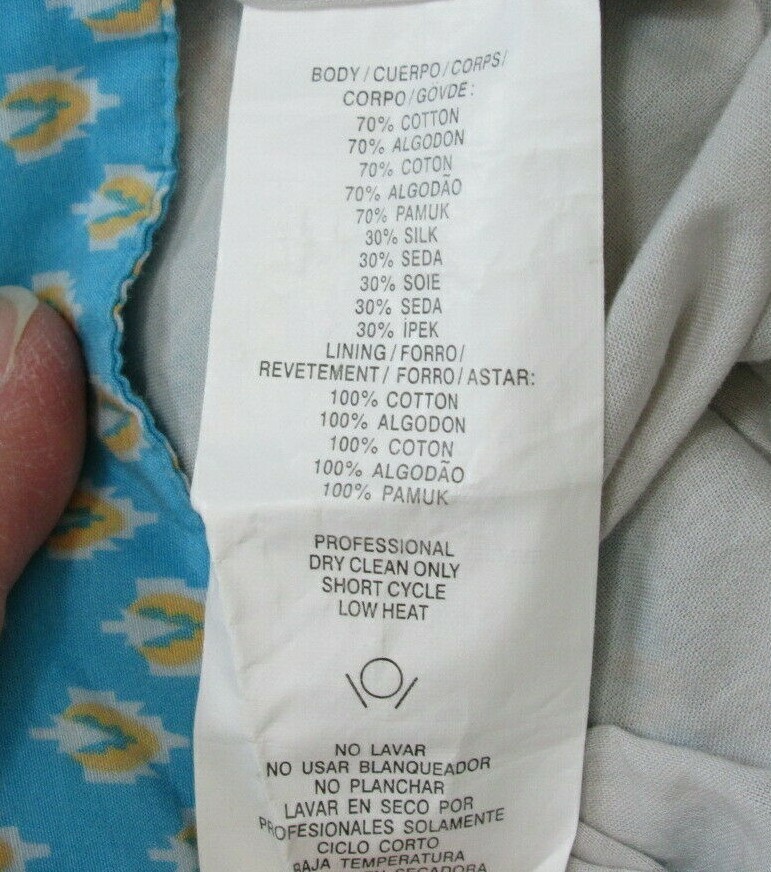 BODY/CUERPO/CORPS/
CORPO/GÖVDE:
70% COTTON
70% ALGODON
70% COTON
70% ALGODÃO
70% PAMUK
30% SILK
30% SEDA
30% SOIE
30% SEDA
30% İPEK
LINING/FORRO/
REVETEMENT/FORRO/ASTAR:
100% COTTON
100% ALGODON
100% COTON
100% ALGODÃO
100% PAMUK
PROFESSIONAL
DRY CLEAN ONLY
SHORT CYCLE
LOW HEAT
NO LAVAR
NO USAR BLANQUEADOR
NO PLANCHAR
LAVAR EN SECO POR
PROFESIONALES SOLAMENTE
CICLO CORTO
BAJA TEMPERATURA
SECADORA